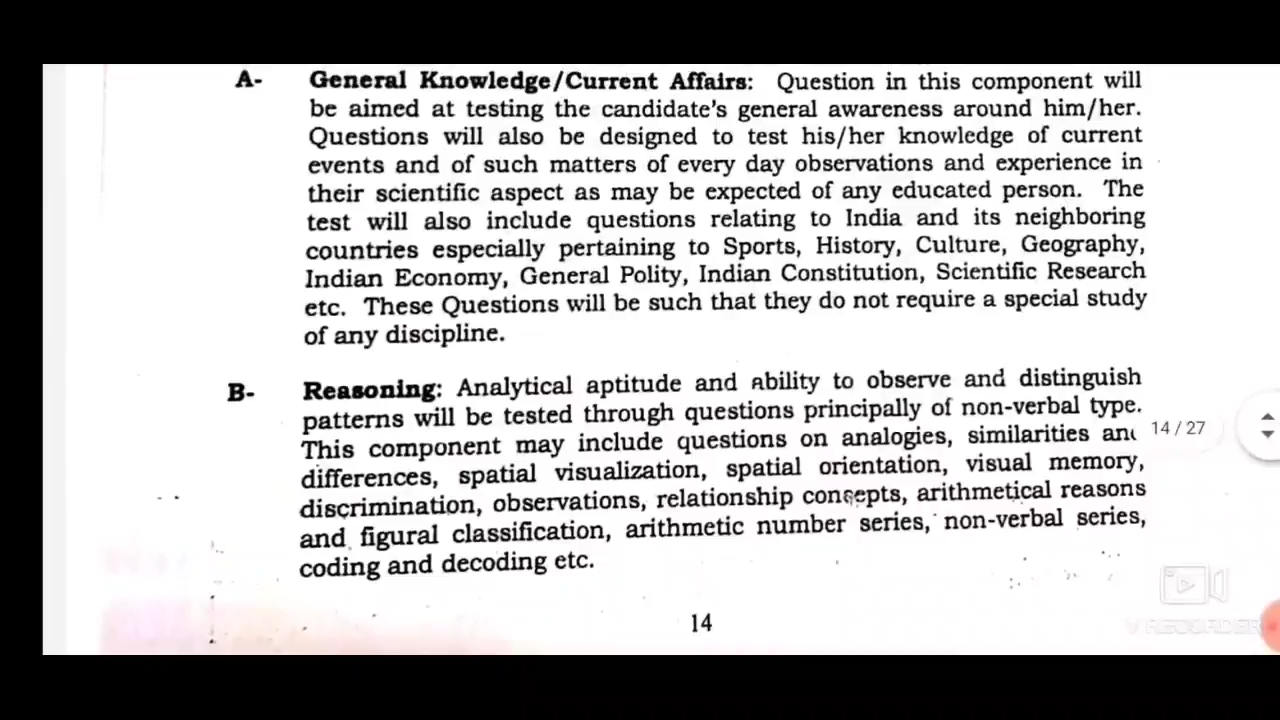 A- General Knowledge/Current Affairs: Question in this component will
be aimed at testing the candidate's general awareness around him/her.
Questions will also be designed to test his/her knowledge of current
events and of such matters of every day observations and experience in
their scientific aspect as may be expected of any educated person. The
test will also include questions relating to India and its neighboring
countries especially pertaining to Sports, History, Culture, Geography,
Indian Economy, General Polity, Indian Constitution, Scientific Research
etc. These Questions will be such that they do not require a special study
of any discipline.
B- Reasoning: Analytical aptitude and ability to observe and distinguish
patterns will be tested through questions principally of non-verbal type.
This component may include questions on analogies, similarities and
differences, spatial visualization, spatial orientation, visual memory,
discrimination, observations, relationship concepts, arithmetical reasons
and figural classification, arithmetic number series, non-verbal series,
coding and decoding etc.
14 / 27
14
V RECORDER